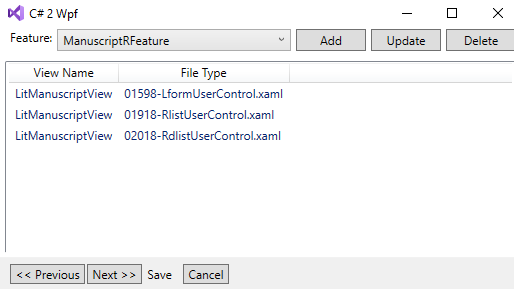 C# 2 Wpf
Feature: ManuscriptRFeature Add Update Delete
View Name File Type
LitManuscriptView 01598-LformUserControl.xaml
LitManuscriptView 01918-RlistUserControl.xaml
LitManuscriptView 02018-RdlistUserControl.xaml
<< Previous Next >> Save Cancel